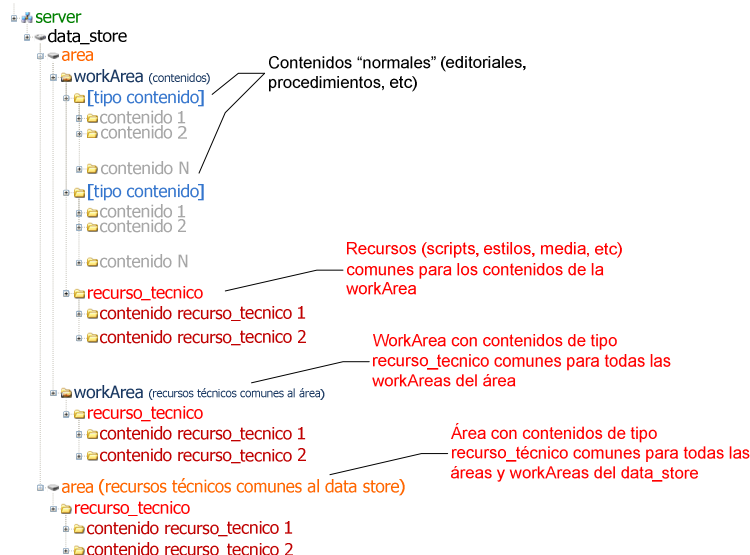 server
data_store
area
workArea (contenidos)
Contenidos “normales” (editoriales,
procedimientos, etc)
[tipo contenido]
contenido 1
contenido 2
contenido N
[tipo contenido]
contenido 1
contenido 2
contenido N
Recursos (scripts, estilos, media, etc)
comunes para los contenidos de la
workArea
recurso_tecnico
contenido recurso_tecnico 1
contenido recurso_tecnico 2
WorkArea con contenidos de tipo
recurso_tecnico comunes para todas las
workAreas del área
workArea (recursos técnicos comunes al área)
recurso_tecnico
contenido recurso_tecnico 1
contenido recurso_tecnico 2
Área con contenidos de tipo
recurso_técnico comunes para todas las
áreas y workAreas del data_store
area (recursos técnicos comunes al data store)
recurso_tecnico
contenido recurso_tecnico 1
contenido recurso_tecnico 2